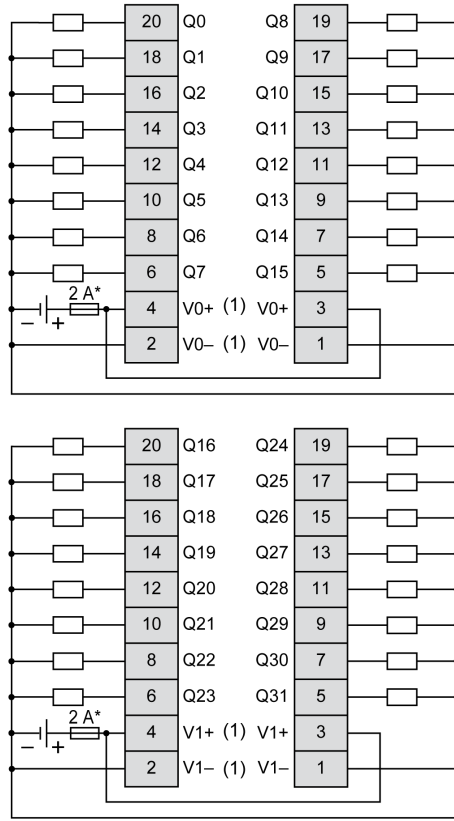 20 Q0 Q8 19
18 Q1 Q9 17
16 Q2 Q10 15
14 Q3 Q11 13
12 Q4 Q12 11
10 Q5 Q13 9
8 Q6 Q14 7
6 Q7 Q15 5
2 A*
4 V0+ (1) V0+ 3
– +
2 V0– (1) V0– 1
20 Q16 Q24 19
18 Q17 Q25 17
16 Q18 Q26 15
14 Q19 Q27 13
12 Q20 Q28 11
10 Q21 Q29 9
8 Q22 Q30 7
6 Q23 Q31 5
2 A*
4 V1+ (1) V1+ 3
– +
2 V1– (1) V1– 1